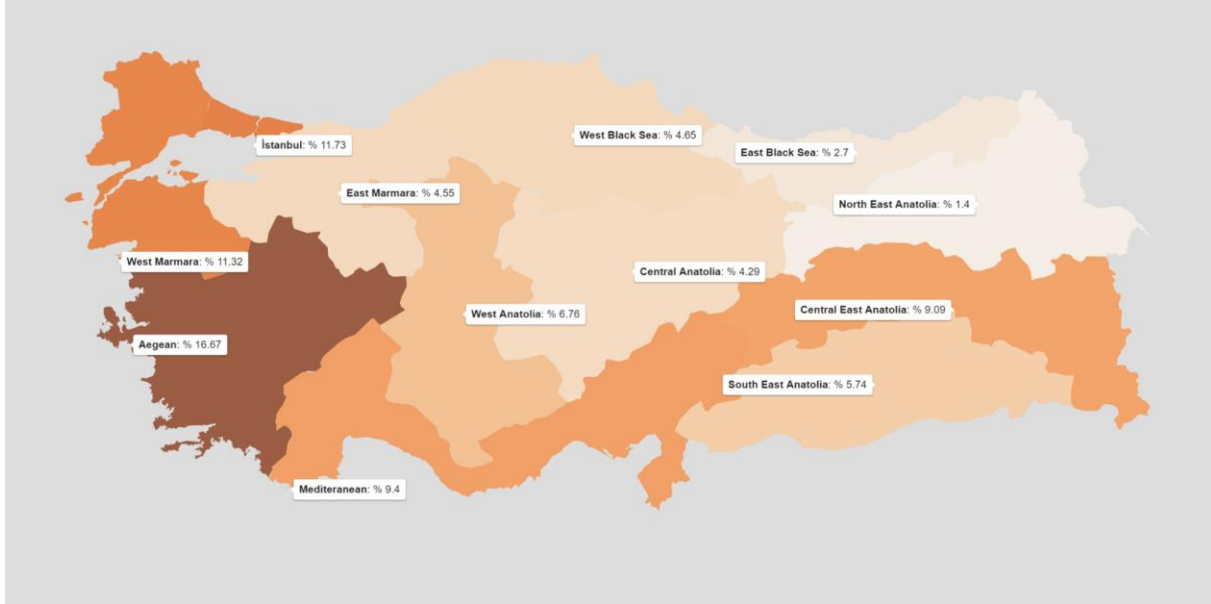 West Black Sea: % 4.65
İstanbul: % 11.73
East Black Sea: % 2.7
East Marmara: % 4.55
North East Anatolia: % 1.4
West Marmara: % 11.32
Central Anatolia: % 4.29
Central East Anatolia: % 9.09
West Anatolia: % 6.76
Aegean: % 16.67
South East Anatolia: % 5.74
Mediteranean: % 9.4